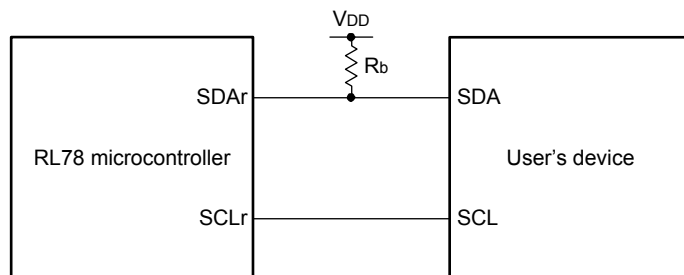 VDD
Rb
SDAr
SDA
RL78 microcontroller
User's device
SCLr
SCL